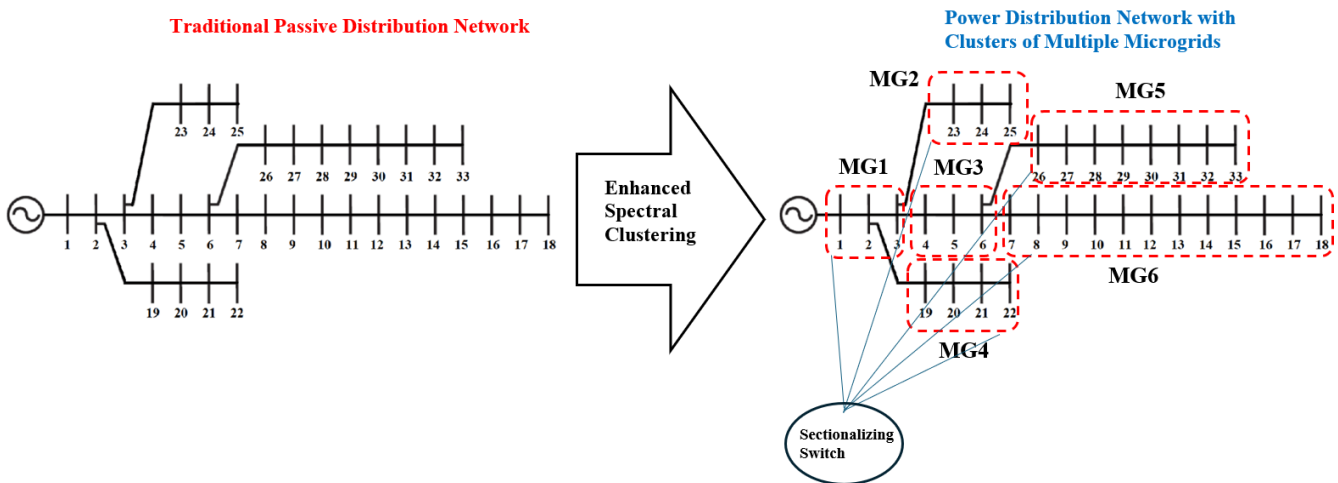 Traditional Passive Distribution Network
23 24 25
26 27 28 29 30 31 32 33
1 2 3 4 5 6 7 8 9 10 11 12 13 14 15 16 17 18
19 20 21 22
Enhanced
Spectral
Clustering
Power Distribution Network with
Clusters of Multiple Microgrids
MG2
MG5
23 24 25
MG1
MG3
26 27 28 29 30 31 32 33
1 2 3 4 5 6 7 8 9 10 11 12 13 14 15 16 17 18
MG6
19 20 21 22
MG4
Sectionalizing
Switch